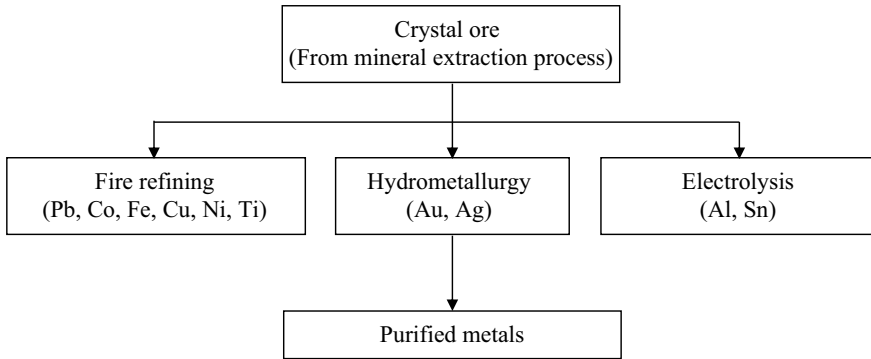 Crystal ore
(From mineral extraction process)
Fire refining
(Pb, Co, Fe, Cu, Ni, Ti)
Hydrometallurgy
(Au, Ag)
Electrolysis
(Al, Sn)
Purified metals